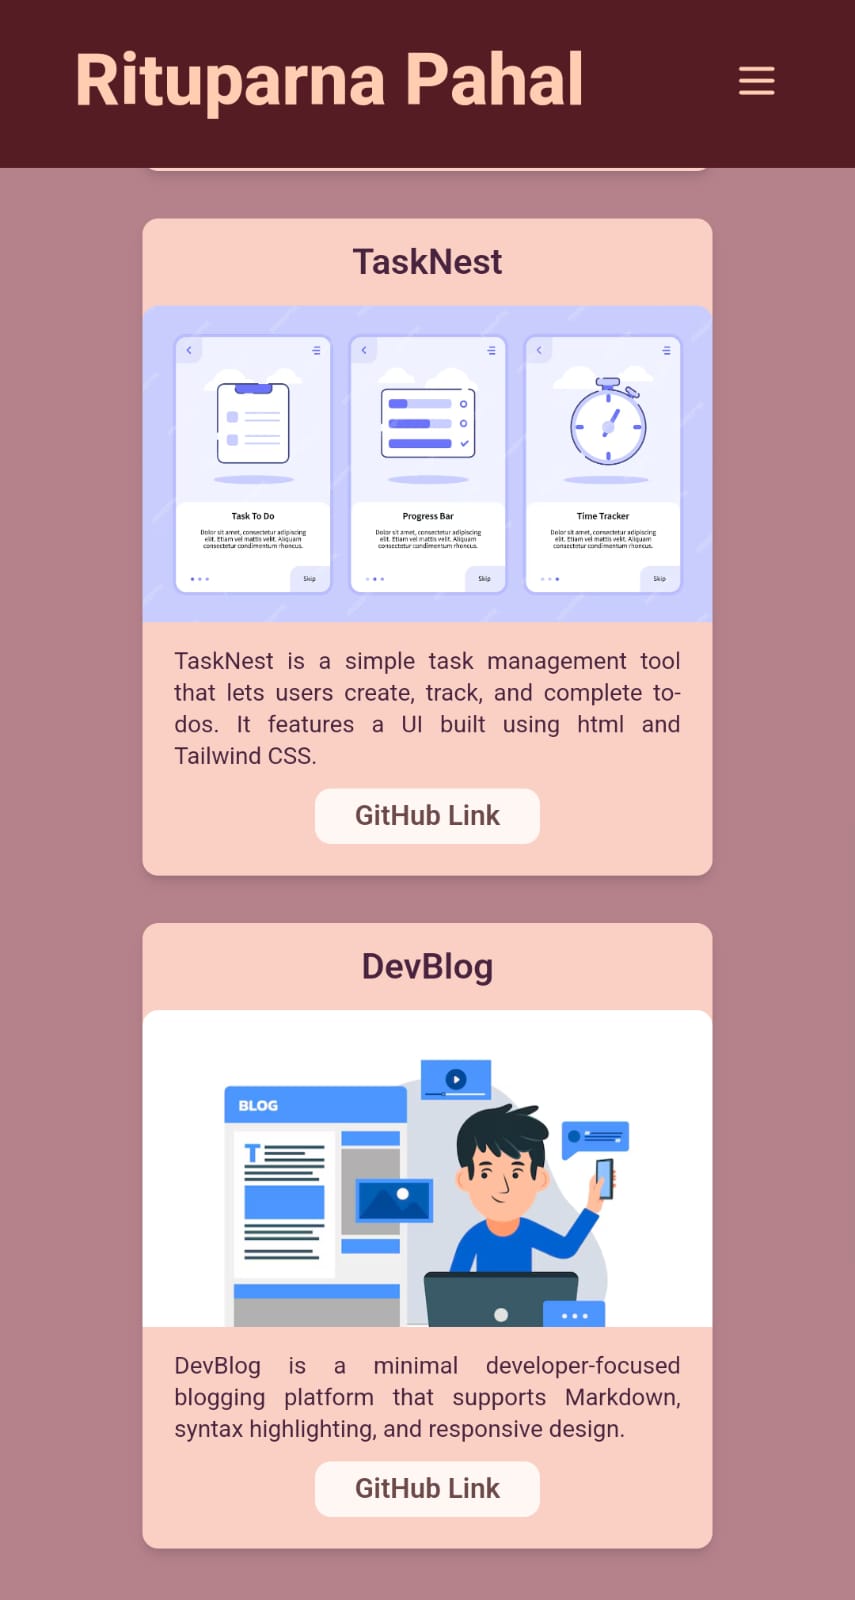 Rituparna Pahal
TaskNest
Task To Do
Dolor sit amet, consectetur adipiscing
elit. Etiam vel mattis velit. Aliquam
consectetur condimentum rhoncus.
Skip
Progress Bar
Dolor sit amet, consectetur adipiscing
elit. Etiam vel mattis velit. Aliquam
consectetur condimentum rhoncus.
Skip
Time Tracker
Dolor sit amet, consectetur adipiscing
elit. Etiam vel mattis velit. Aliquam
consectetur condimentum rhoncus.
Skip
TaskNest is a simple task management tool
that lets users create, track, and complete to-
dos. It features a UI built using html and
Tailwind CSS.
GitHub Link
DevBlog
BLOG
T
DevBlog is a minimal developer-focused
blogging platform that supports Markdown,
syntax highlighting, and responsive design.
GitHub Link